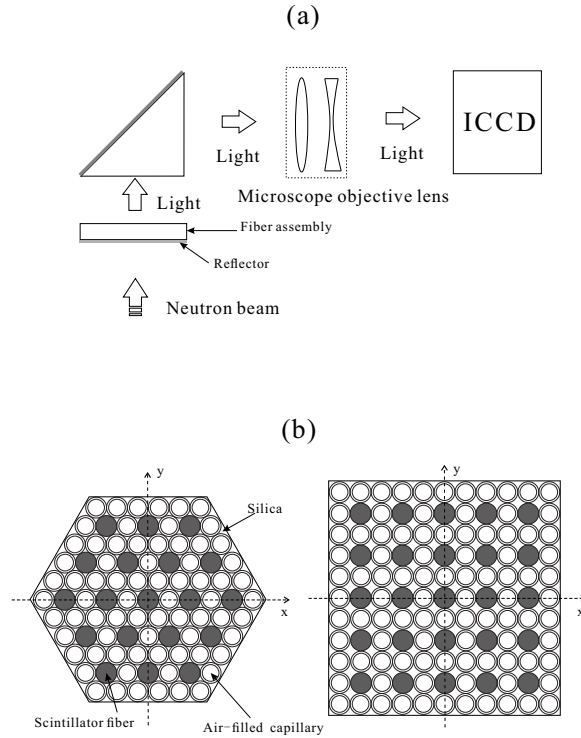 (a)
ICCD
Light
Light
Light
Microscope objective lens
Fiber assembly
Reflector
Neutron beam
(b)
y
y
Silica
x
x
Scintillator fiber
Air-filled capillary